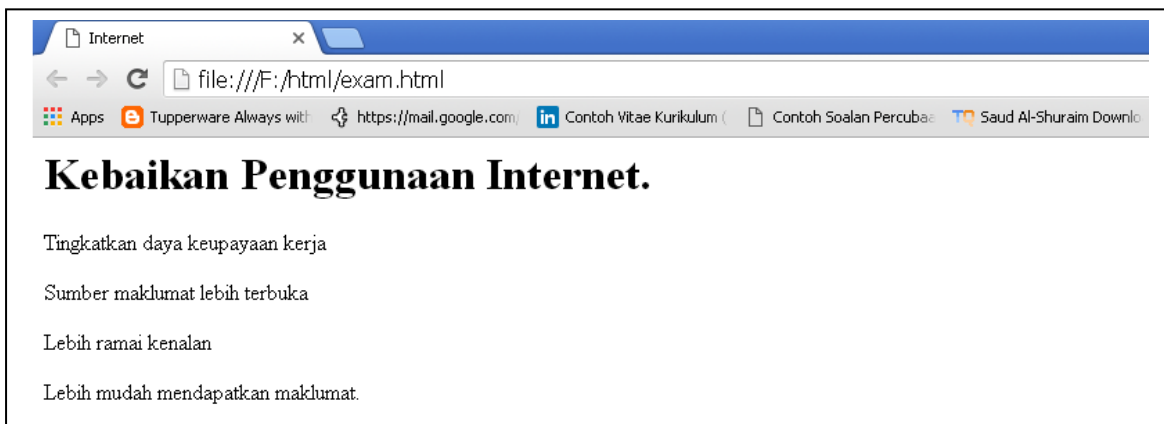 Internet
file:///F:/html/exam.html
Apps Tupperware Always with https://mail.google.com/ in Contoh Vitae Kurikulum ( Contoh Soalan Percubaa TQ Saud Al-Shuraim Downlo
Kebaikan Penggunaan Internet.
Tingkatkan daya keupayaan kerja
Sumber maklumat lebih terbuka
Lebih ramai kenalan
Lebih mudah mendapatkan maklumat.